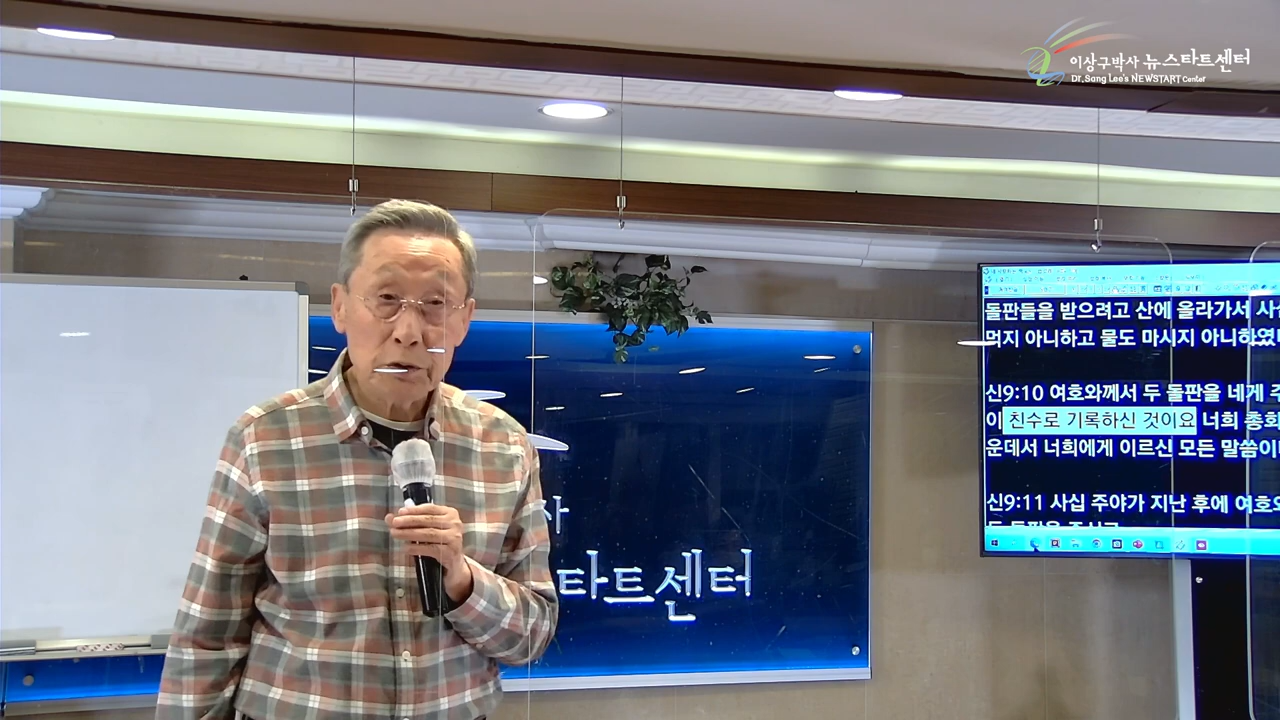 이상구박사 뉴스타트센터
Dr. Sang Lee's NEWSTART Center
돌판들을 받으려고 산에 올라가서
먹지 아니하고 물도 마시지 아니하였
신9:10 여호와께서 두 돌판을 네게
이 친수로 기록하신 것이요 너희 총회
운데서 너희에게 이르신 모든 말씀이
신9:11 사십 주야가 지난 후에 여호와
사
타트센터